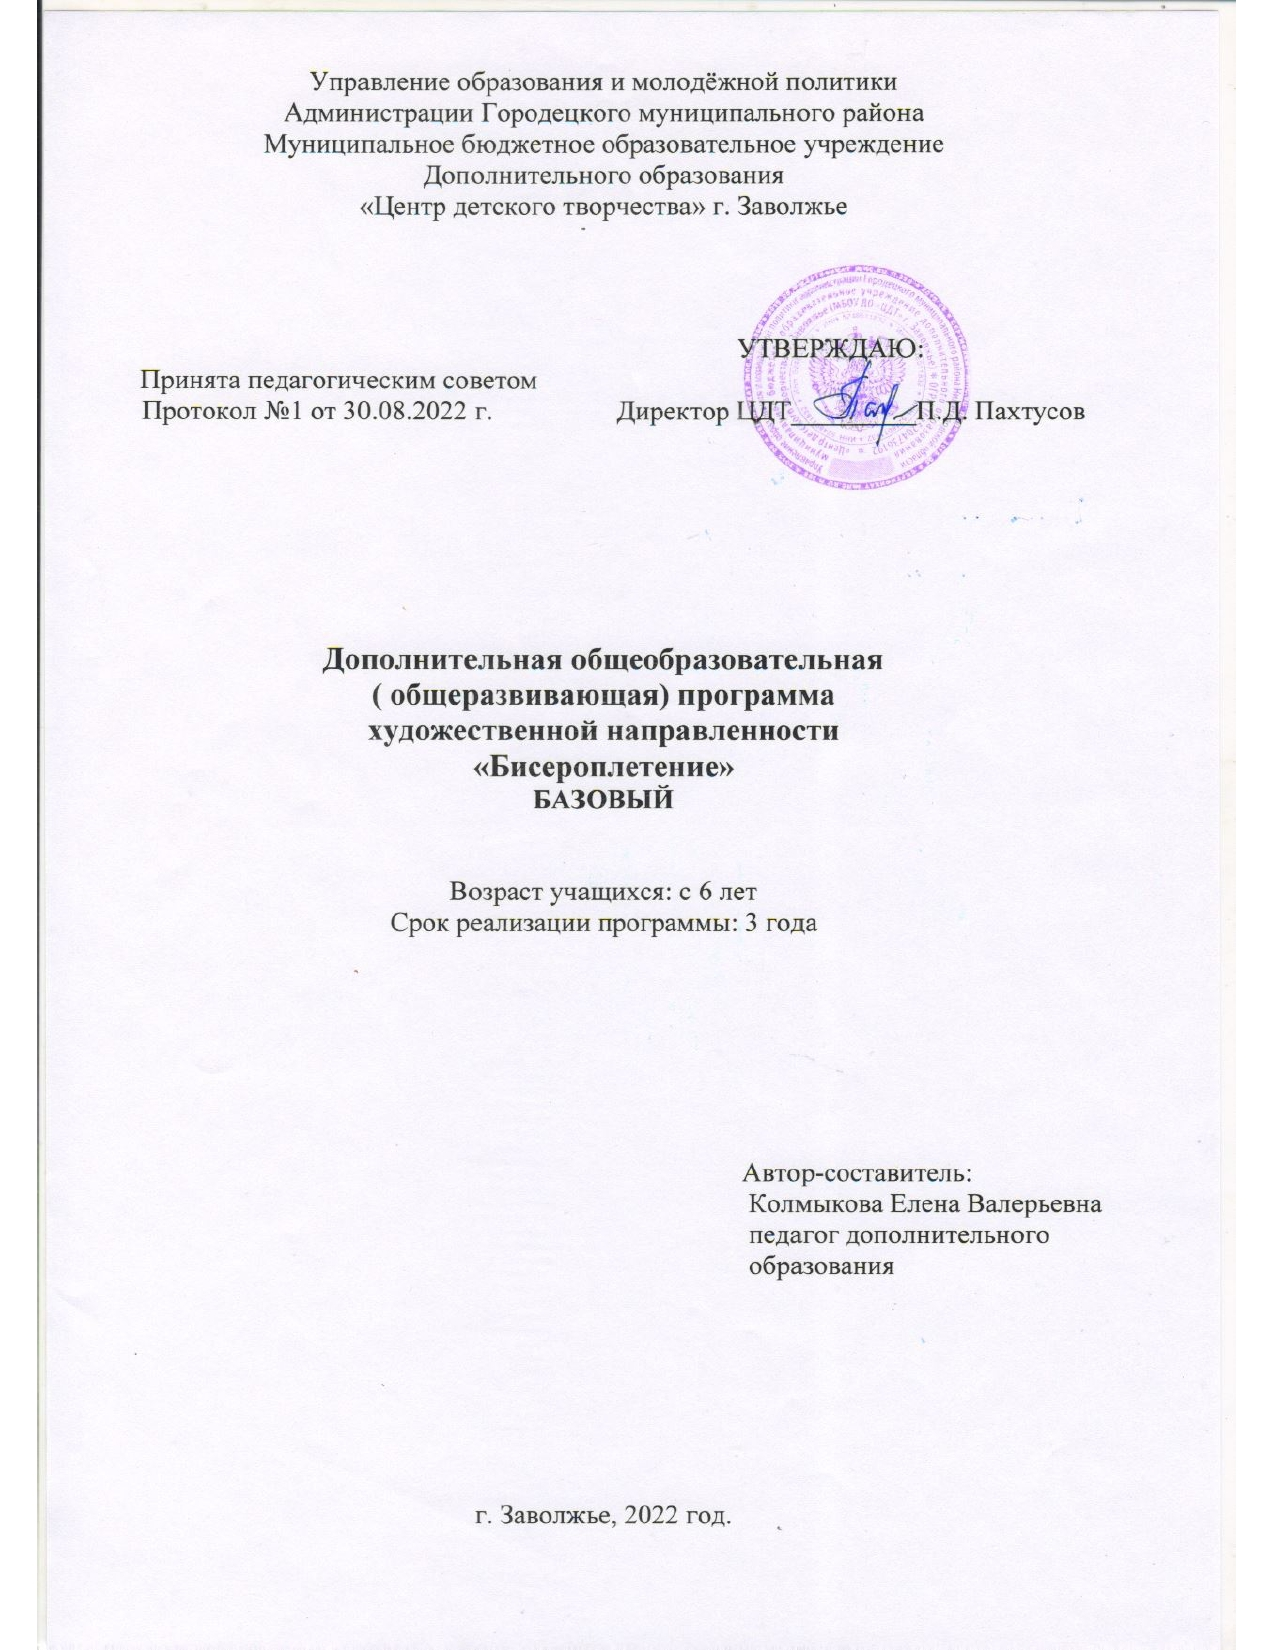 Управление образования и молодёжной политики
Администрации Городецкого муниципального района
Муниципальное бюджетное образовательное учреждение
Дополнительного образования
«Центр детского творчества» г. Заволжье
УТВЕРЖДАЮ:
Принята педагогическим советом
Протокол №1 от 30.08.2022 г. Директор ЦДТ_________П.Д. Пахтусов
Дополнительная общеобразовательная
( общеразвивающая) программа
художественной направленности
«Бисероплетение»
БАЗОВЫЙ
Возраст учащихся: с 6 лет
Срок реализации программы: 3 года
Автор-составитель:
Колмыкова Елена Валерьевна
педагог дополнительного
образования
г. Заволжье, 2022 год.